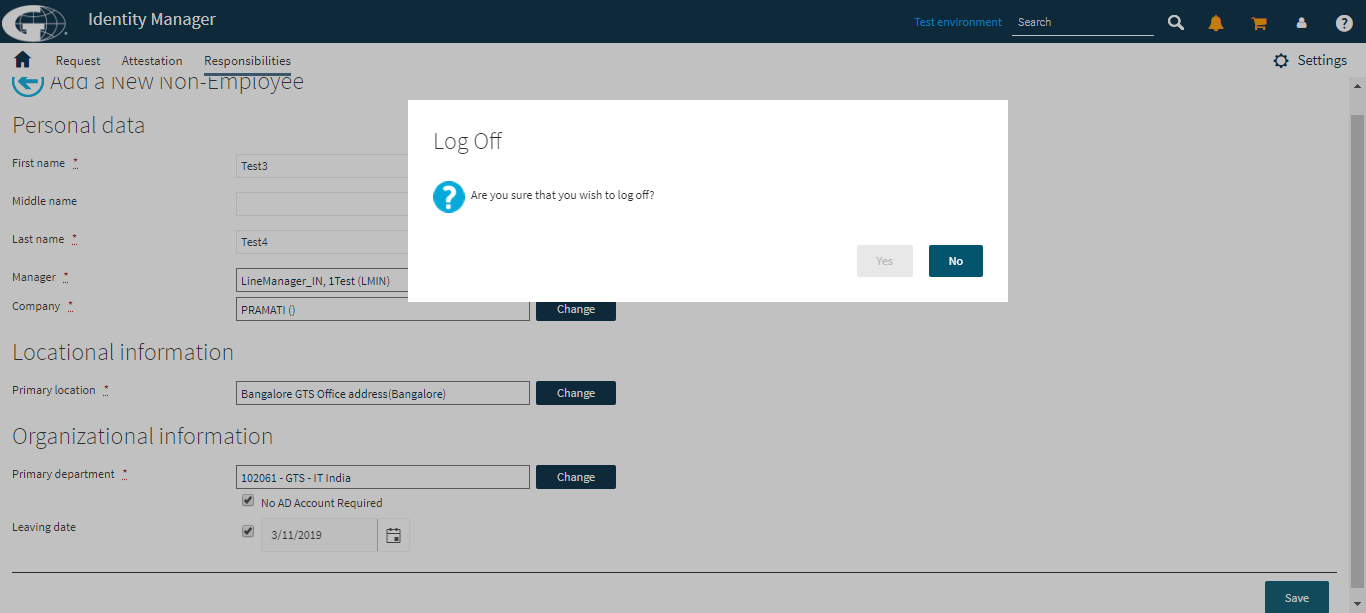 Identity Manager
Test environment
Search
Request Attestation Responsibilities
Settings
Add a New Non-Employee
Personal data
First name *
Test3
Middle name
Last name *
Test4
Manager *
LineManager_IN, 1Test (LMIN)
Company *
PRAMATI ()
Change
Log Off
Are you sure that you wish to log off?
Yes
No
Locational information
Primary location *
Bangalore GTS Office address(Bangalore)
Change
Organizational information
Primary department *
102061 - GTS - IT India
Change
No AD Account Required
Leaving date
3/11/2019
Save